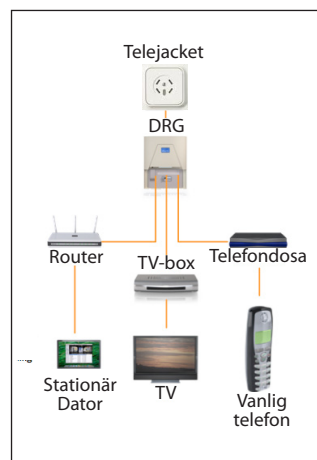 Telejacket
DRG
Router
TV-box
Telefondosa
Stationär
Dator
TV
Vanlig
telefon